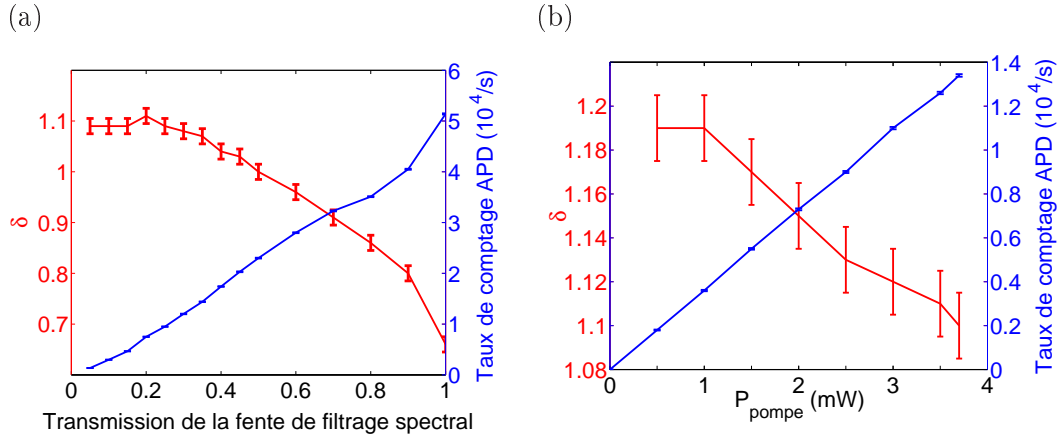 (a)
(b)
1.1
1
0.9
0.8
0.7
δ
6
5
4
3
2
1
0
Taux de comptage APD (10^4/s)
0 0.2 0.4 0.6 0.8 1
Transmission de la fente de filtrage spectral
1.2
1.18
1.16
1.14
1.12
1.1
1.08
δ
1.4
1.2
1
0.8
0.6
0.4
0.2
0
Taux de comptage APD (10^4/s)
0 1 2 3 4
P_pompe (mW)